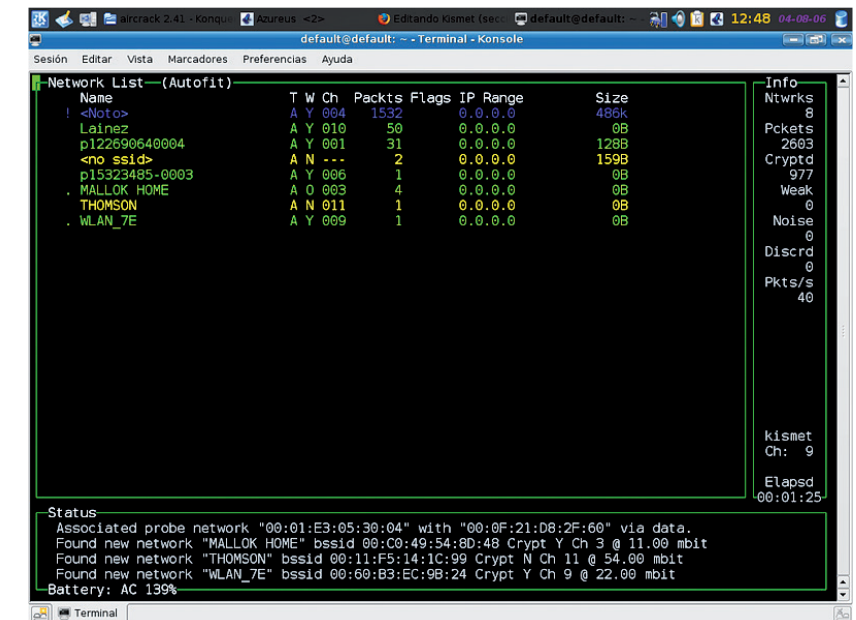 aircrack 2.41 - Konque Azureus <2> Editando Kismet (secc default@default: ~ 12:48 04-08-06
default@default: ~ - Terminal - Konsole
Sesión Editar Vista Marcadores Preferencias Ayuda
Network List—(Autofit)
Name T W Ch Packts Flags IP Range Size
! <Noto> A Y 004 1532 0.0.0.0 486k
Lainez A Y 010 50 0.0.0.0 0B
p122690640004 A Y 001 31 0.0.0.0 128B
<no ssid> A N --- 2 0.0.0.0 159B
p15323485-0003 A Y 006 1 0.0.0.0 0B
. MALLOK HOME A O 003 4 0.0.0.0 0B
THOMSON A N 011 1 0.0.0.0 0B
. WLAN_7E A Y 009 1 0.0.0.0 0B
Info
Ntwrks
8
Pckets
2603
Cryptd
977
Weak
0
Noise
0
Discrd
0
Pkts/s
40
kismet
Ch: 9
Elapsd
00:01:25
Status
Associated probe network "00:01:E3:05:30:04" with "00:0F:21:D8:2F:60" via data.
Found new network "MALLOK HOME" bssid 00:C0:49:54:8D:48 Crypt Y Ch 3 @ 11.00 mbit
Found new network "THOMSON" bssid 00:11:F5:14:1C:99 Crypt N Ch 11 @ 54.00 mbit
Found new network "WLAN_7E" bssid 00:60:B3:EC:9B:24 Crypt Y Ch 9 @ 22.00 mbit
Battery: AC 139%
Terminal